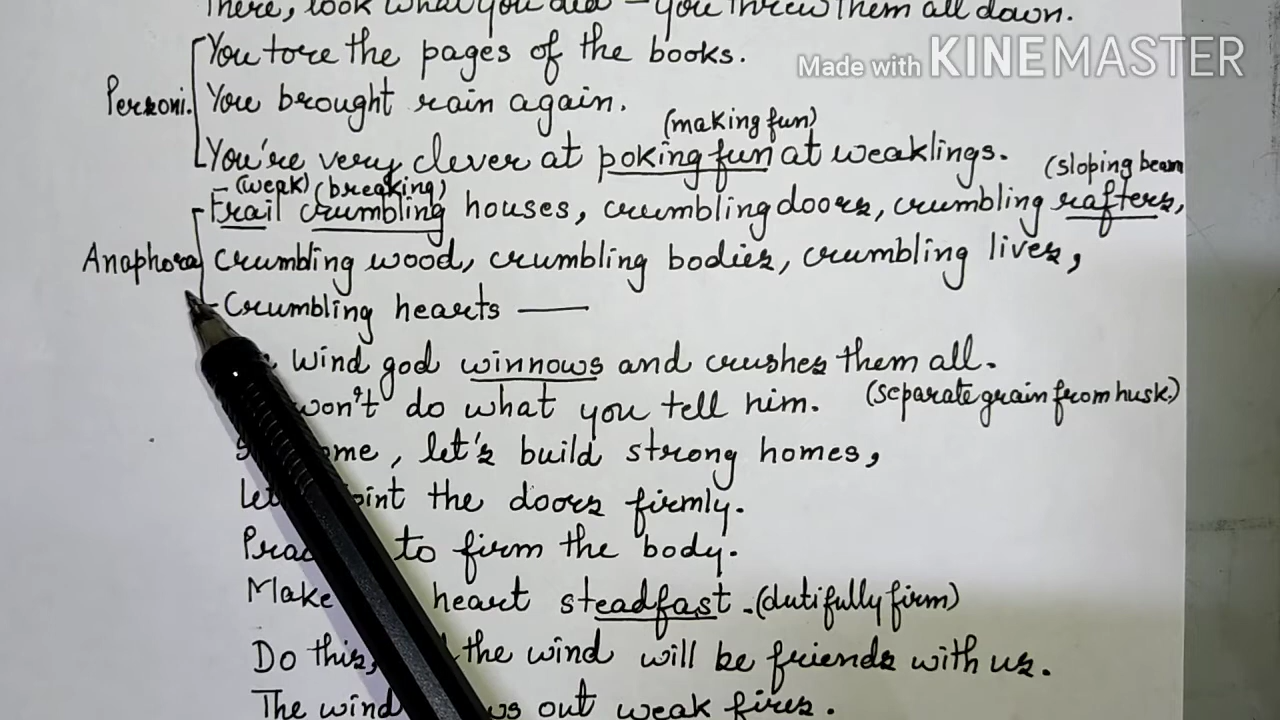 There, look what you did – you threw them all down.
Made with KINEMASTER
You tore the pages of the books.
Personi. You brought rain again.
(making fun)
You're very clever at poking fun at weaklings.
(sloping beam
(weak) (breaking)
Frail crumbling houses, crumbling doors, crumbling rafters,
Anaphora crumbling wood, crumbling bodies, crumbling lives,
Crumbling hearts —
wind god winnows and crushes them all.
won't do what you tell him. (separate grain from husk.)
, let's build strong homes,
the doors firmly.
to firm the body.
Make heart steadfast. (dutifully firm)
Do this, the wind will be friends with us.
The wind out weak fires.